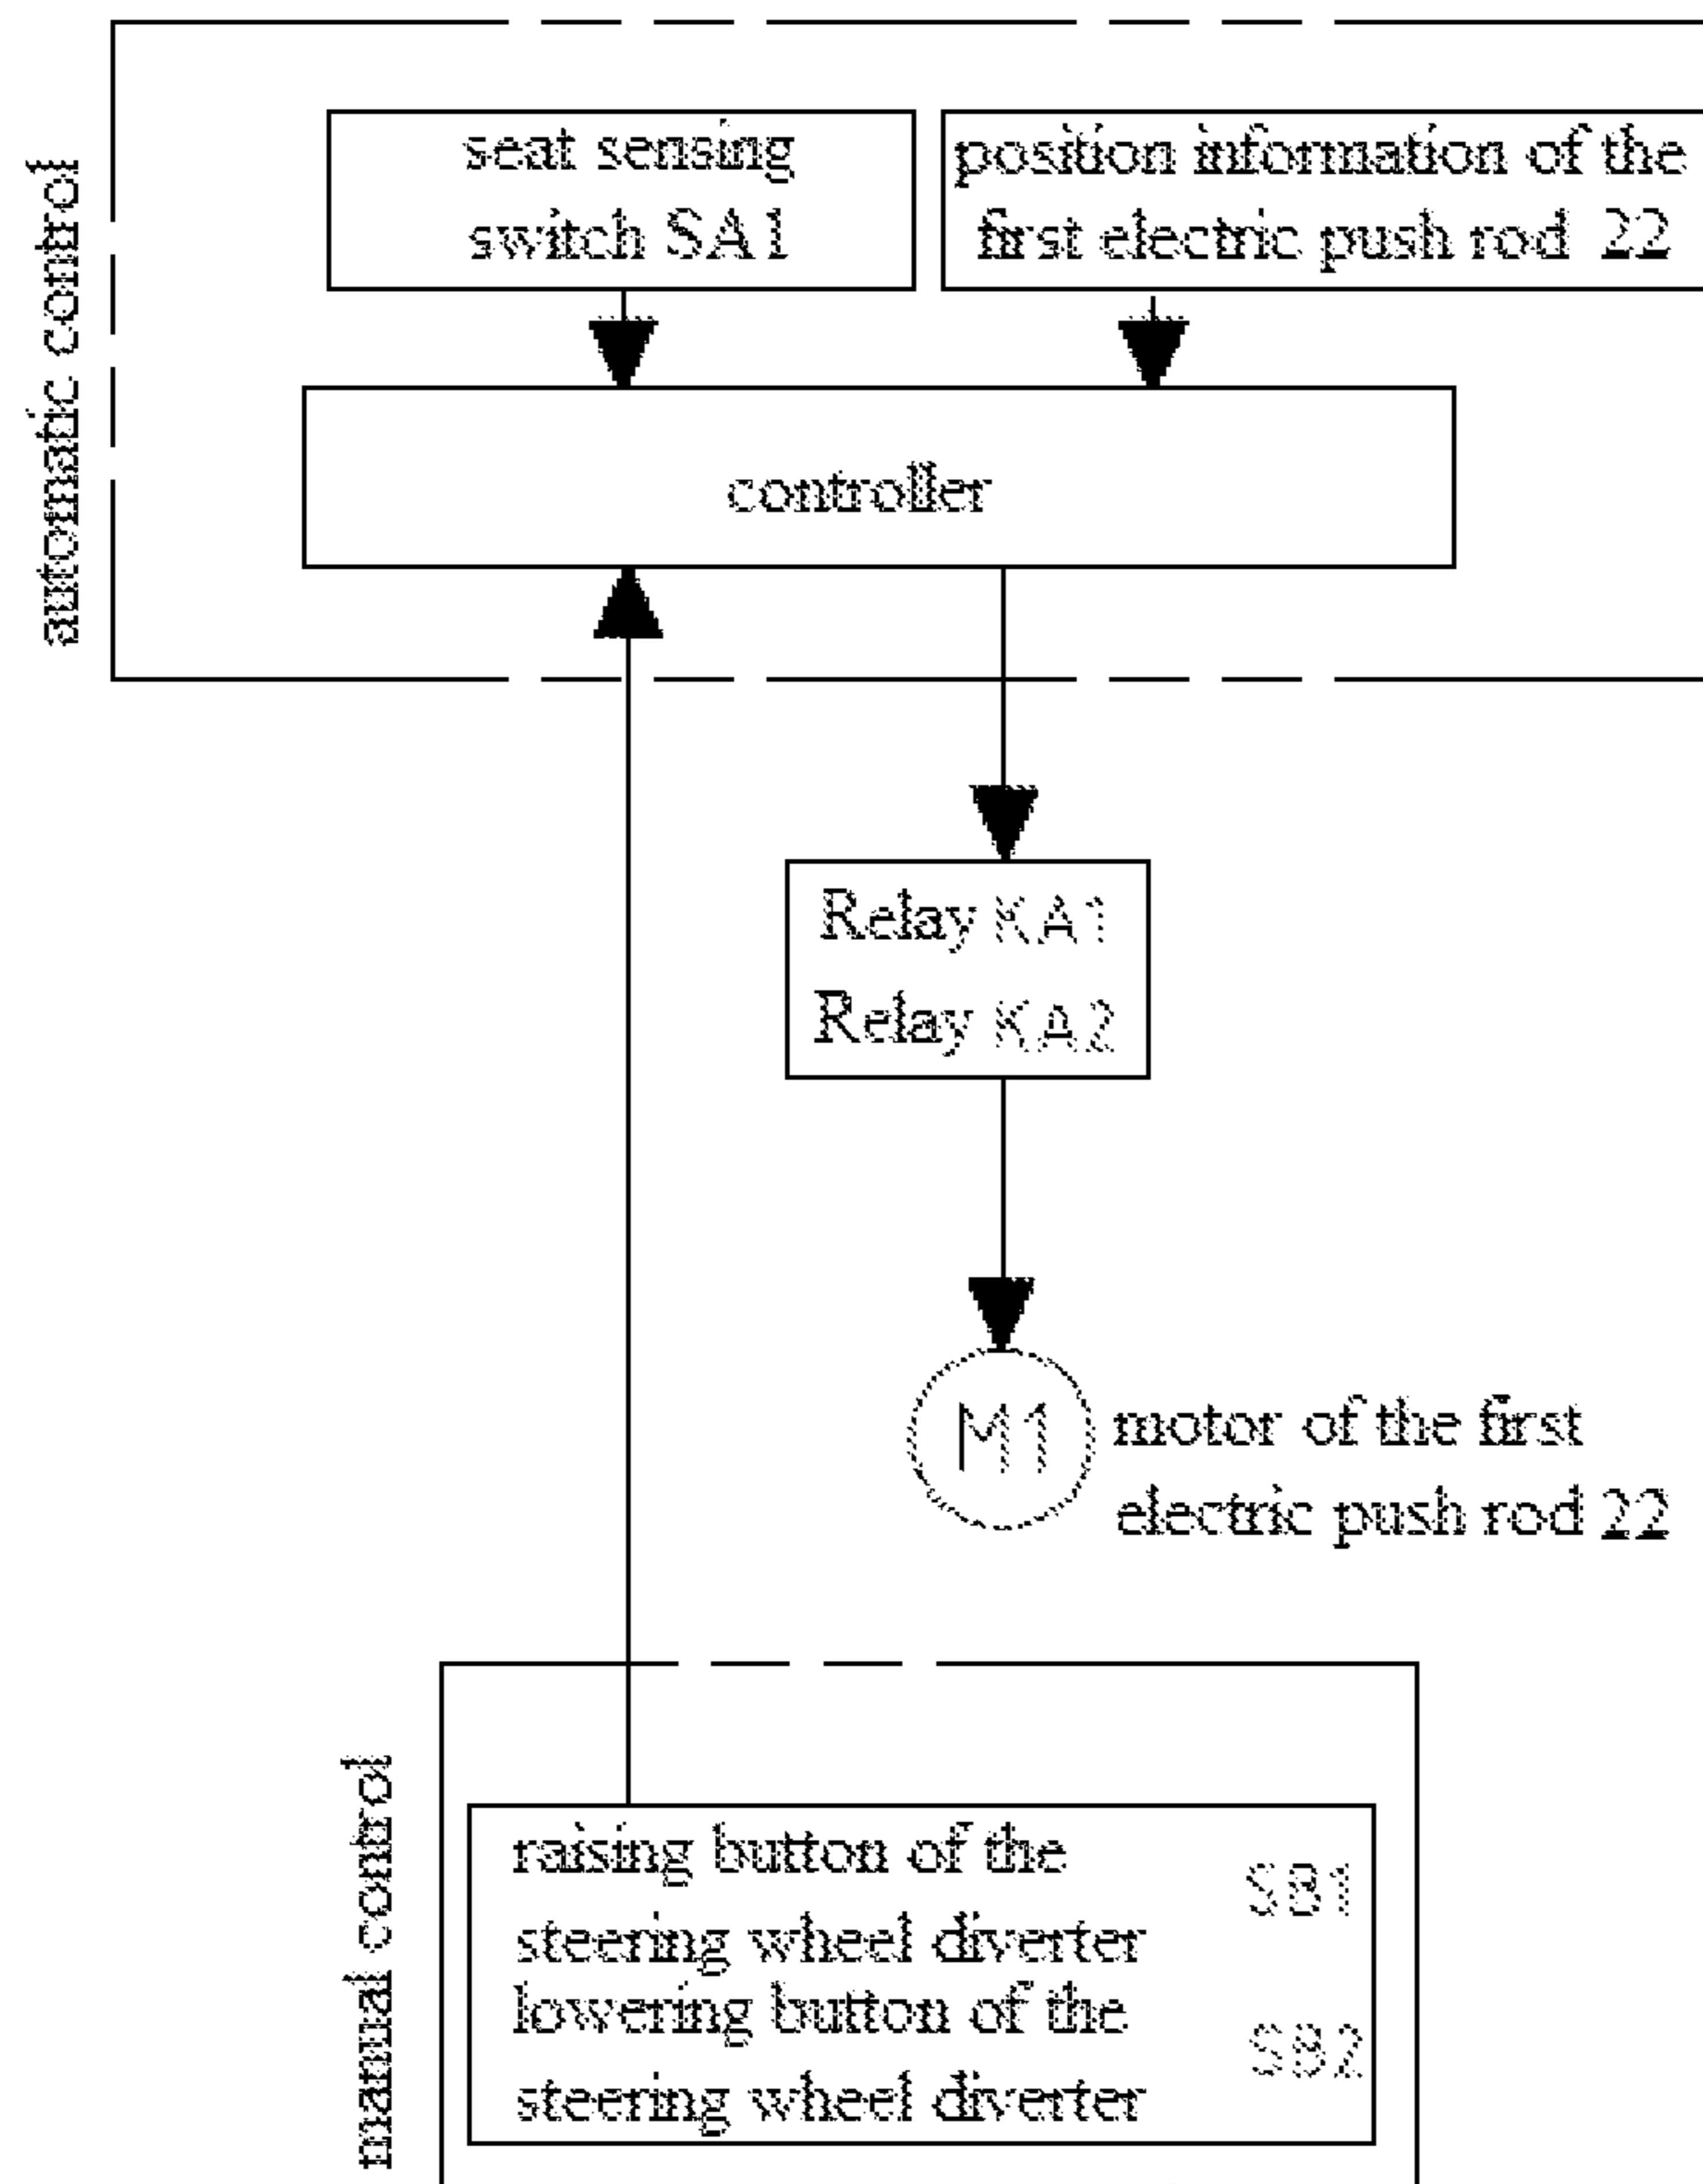 automatic control
seat sensing
switch SA1
position information of the
first electric push rod 22
controller
Relay KA1
Relay KA2
M1
motor of the first
electric push rod 22
manual control
raising button of the
steering wheel diverter
SB1
lowering button of the
steering wheel diverter
SB2